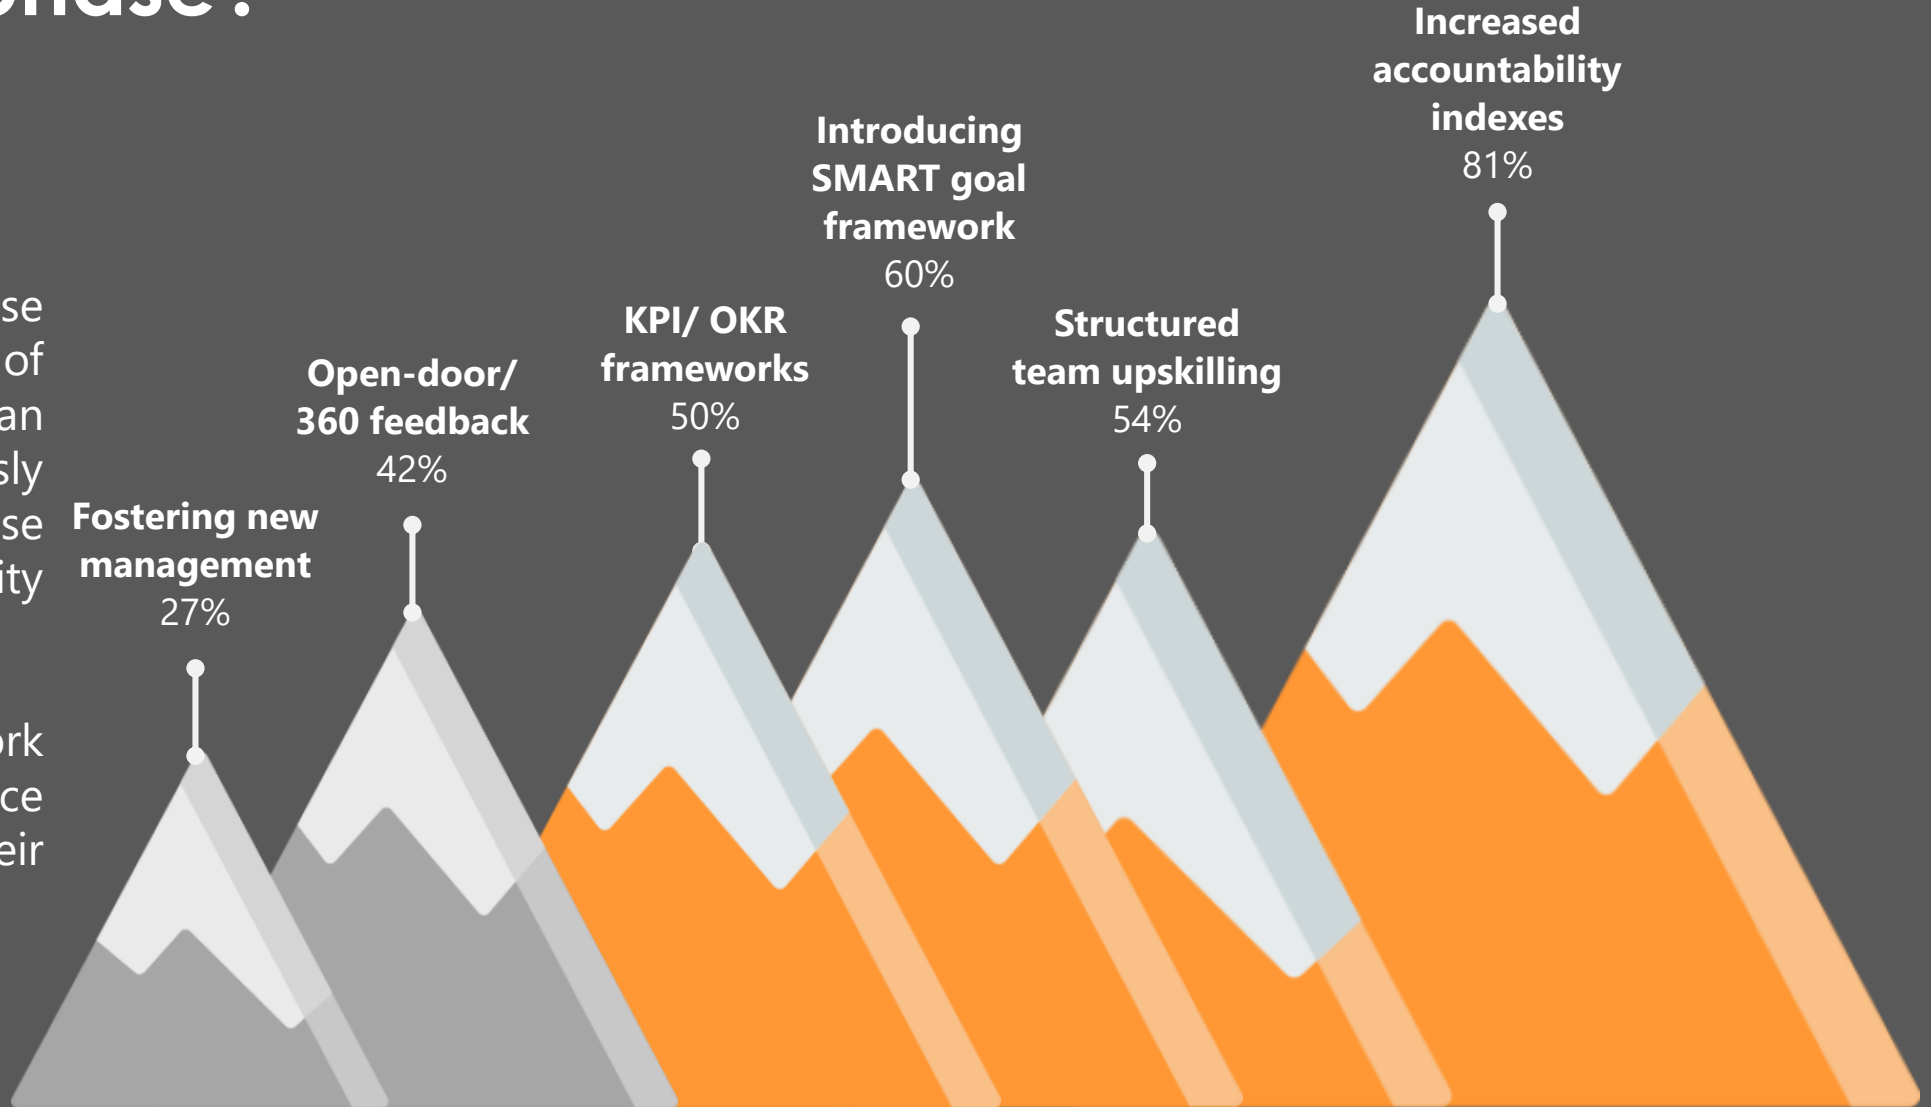 Increased
accountability
indexes
81%
Introducing
SMART goal
framework
60%
KPI/ OKR
frameworks
50%
Structured
team upskilling
54%
Open-door/
360 feedback
42%
Fostering new
management
27%
of